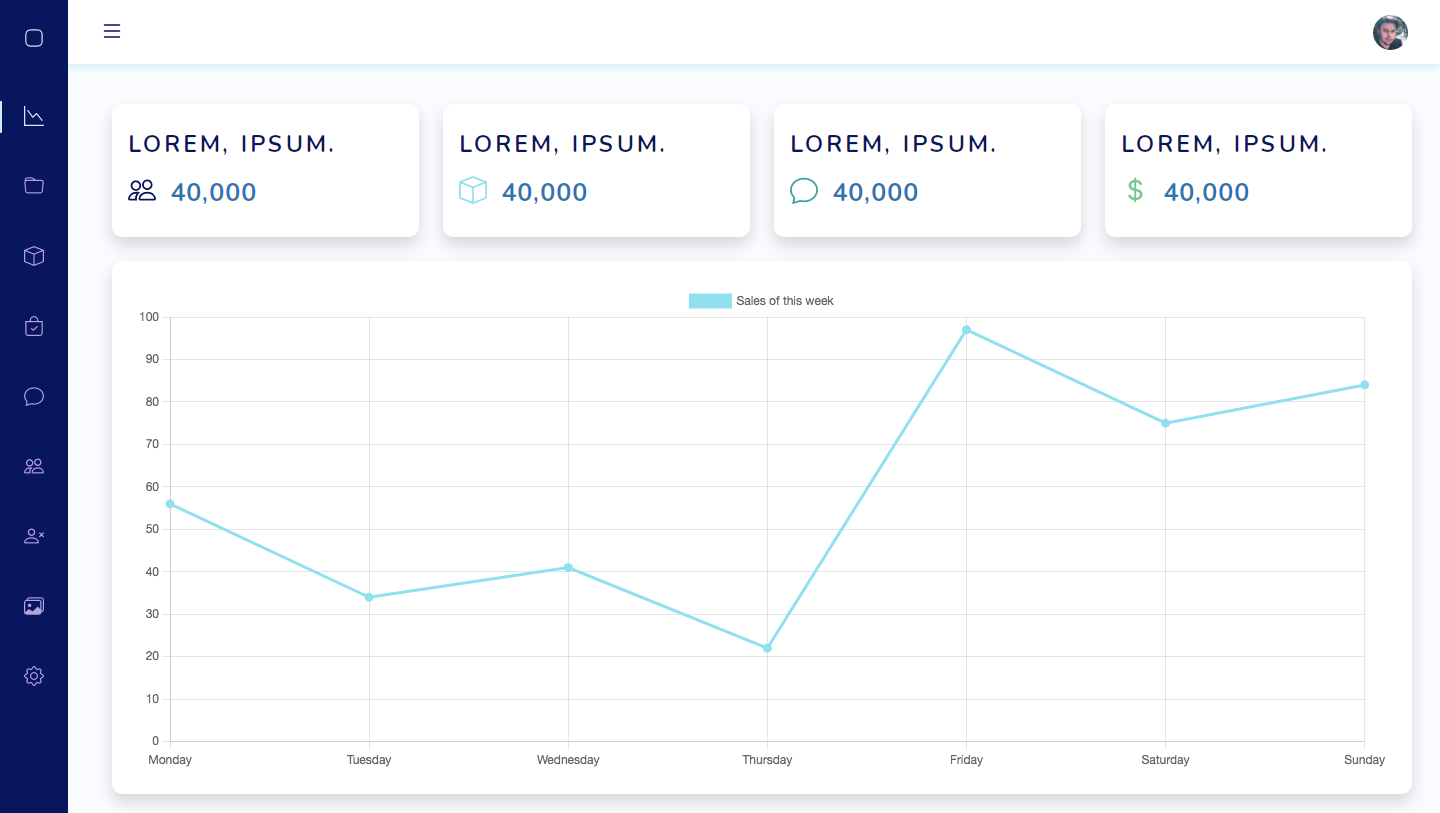 LOREM, IPSUM.
40,000
LOREM, IPSUM.
40,000
LOREM, IPSUM.
40,000
LOREM, IPSUM.
$ 40,000
Sales of this week
100
90
80
70
60
50
40
30
20
10
0
Monday Tuesday Wednesday Thursday Friday Saturday Sunday